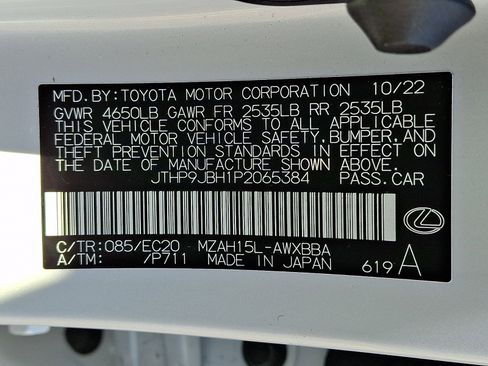 MFD. BY: TOYOTA MOTOR CORPORATION 10/22
GVWR 4650LB GAWR FR 2535LB RR 2535LB
THIS VEHICLE CONFORMS TO ALL APPLICABLE
FEDERAL MOTOR VEHICLE SAFETY, BUMPER, AND
THEFT PREVENTION STANDARDS IN EFFECT ON
THE DATE OF MANUFACTURE SHOWN ABOVE.
JTHP9JBH1P2065384 PASS.CAR
C/TR: 085/EC20 MZAH15L-AWXBBA
A/TM: /P711 MADE IN JAPAN 619 A